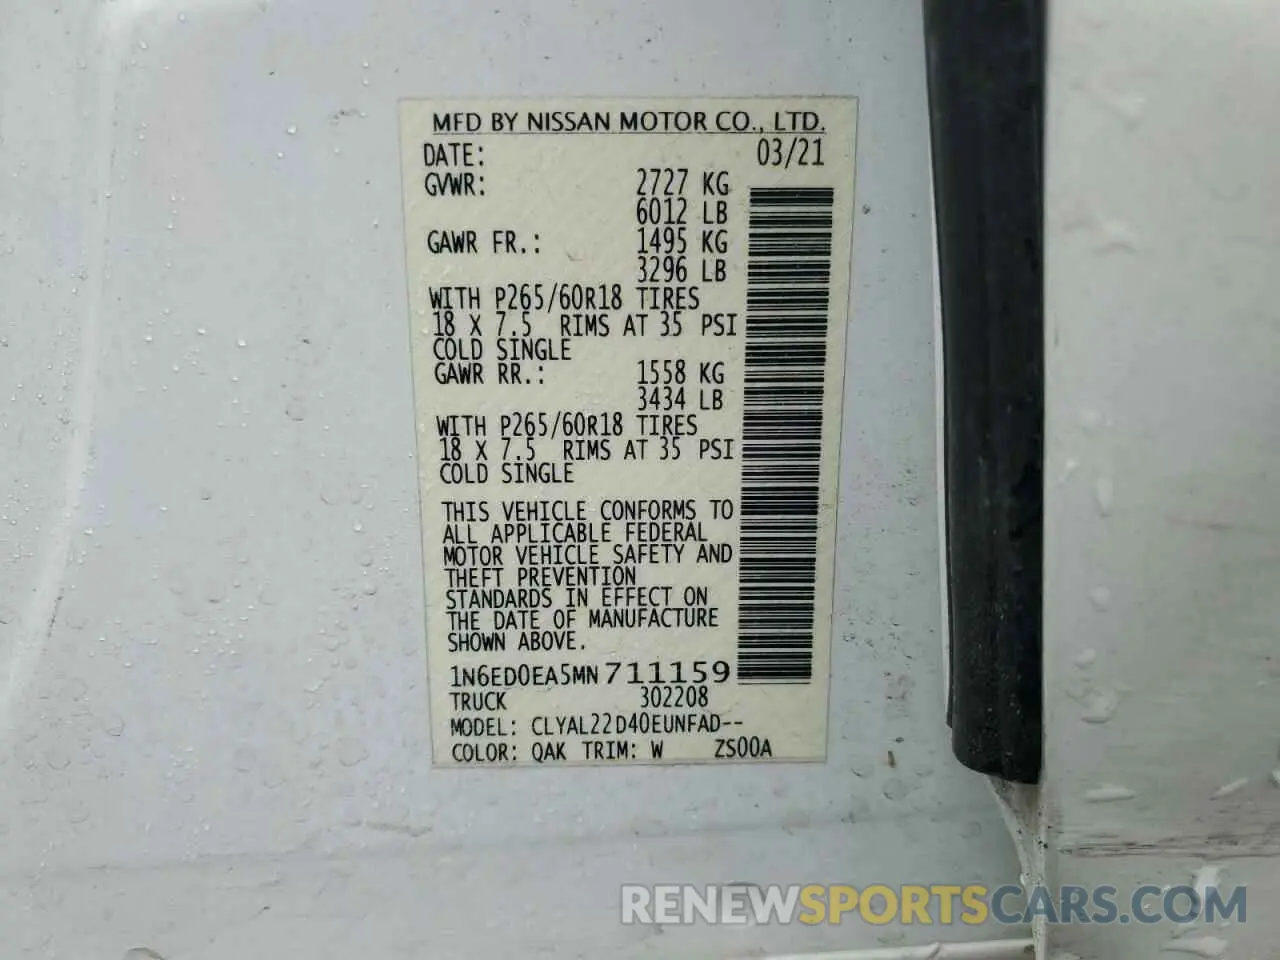 MFD BY NISSAN MOTOR CO., LTD.
DATE: 03/21
GVWR: 2727 KG
6012 LB
GAWR FR.: 1495 KG
3296 LB
WITH P265/60R18 TIRES
18 X 7.5 RIMS AT 35 PSI
COLD SINGLE
GAWR RR.: 1558 KG
3434 LB
WITH P265/60R18 TIRES
18 X 7.5 RIMS AT 35 PSI
COLD SINGLE
THIS VEHICLE CONFORMS TO
ALL APPLICABLE FEDERAL
MOTOR VEHICLE SAFETY AND
THEFT PREVENTION
STANDARDS IN EFFECT ON
THE DATE OF MANUFACTURE
SHOWN ABOVE.
1N6ED0EA5MN711159
TRUCK 302208
MODEL: CLYAL22D40EUNFAD--
COLOR: QAK TRIM: W ZS00A
RENEWSPORTSCARS.COM